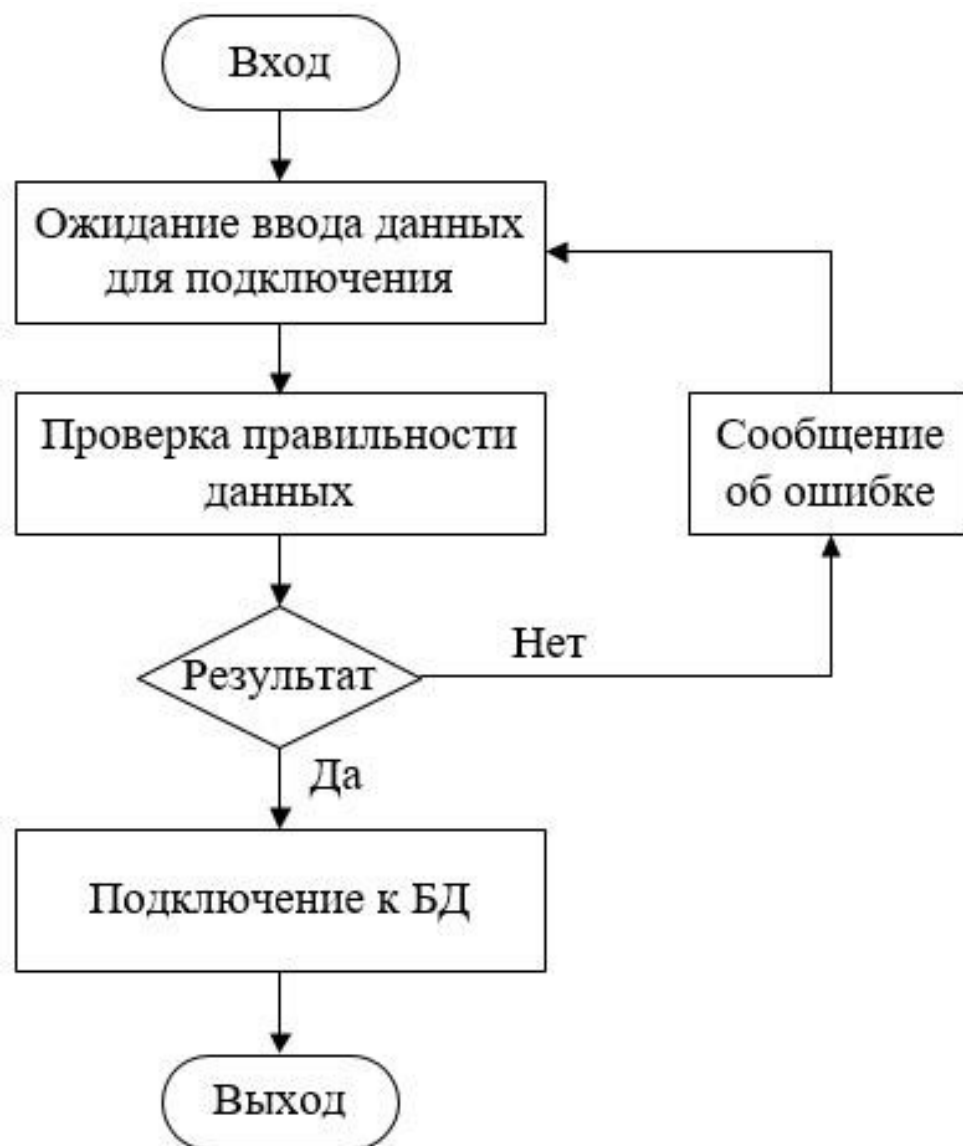 Вход
Ожидание ввода данных
для подключения
Проверка правильности
данных
Сообщение
об ошибке
Результат
Нет
Да
Подключение к БД
Выход